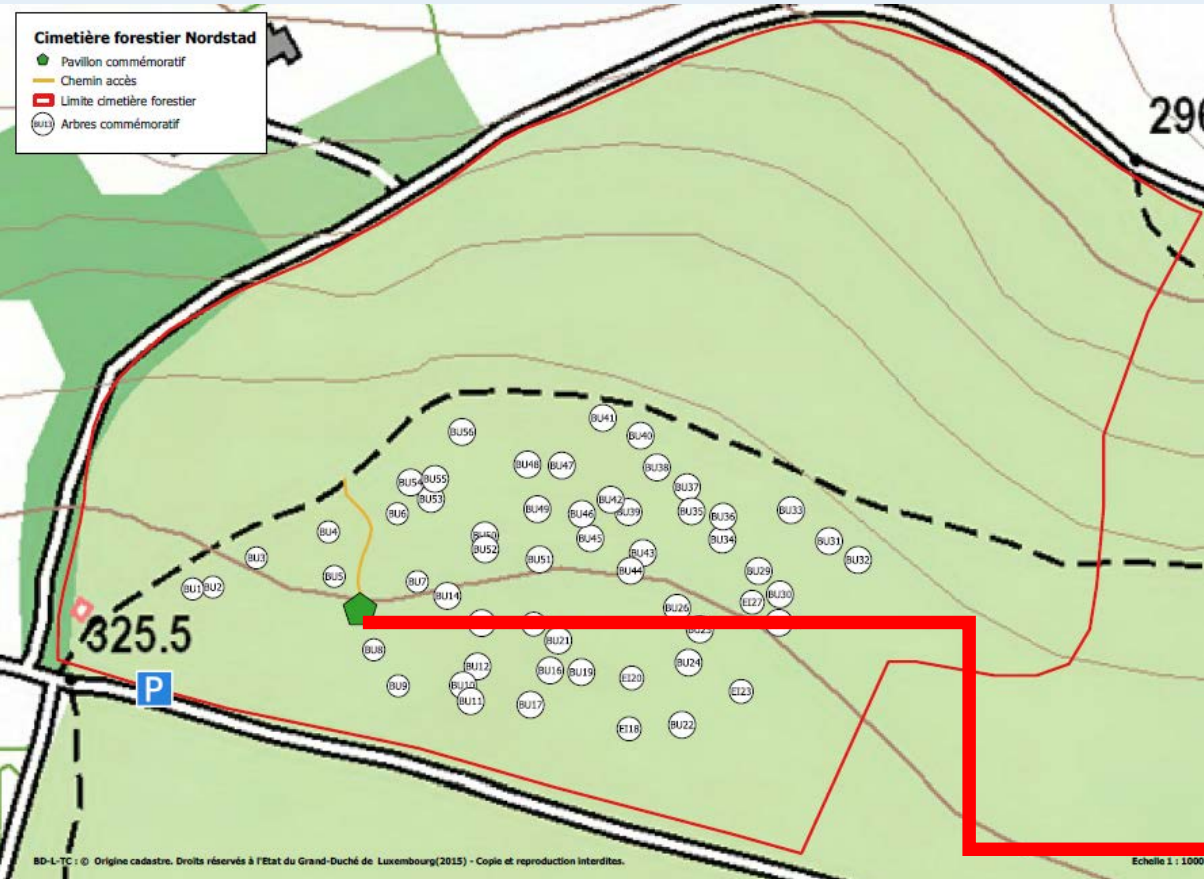 Cimetière forestier Nordstad
Pavillon commémoratif
Chemin accès
Limite cimetière forestier
BU13 Arbres commématif
296
BU41
BU56
BU40
BU48
BU47
BU38
BU54
BU55
BU37
BU53
BU42
BU6
BU49
BU46
BU39
BU35
BU36
BU33
BU4
BU50
BU45
BU34
BU31
BU52
BU43
BU3
BU51
BU32
BU44
BU29
BU5
BU7
BU1
BU2
BU14
BU30
EI27
BU26
325.5
BU25
BU21
BU8
BU12
BU24
BU16
BU19
EI20
P
BU9
BU10
EI23
BU11
BU17
BU22
EI18
BD-L-TC : © Origine cadastre. Droits réservés à l'Etat du Grand-Duché de Luxembourg(2015) - Copie et reproduction interdites.
Echelle 1 : 1000